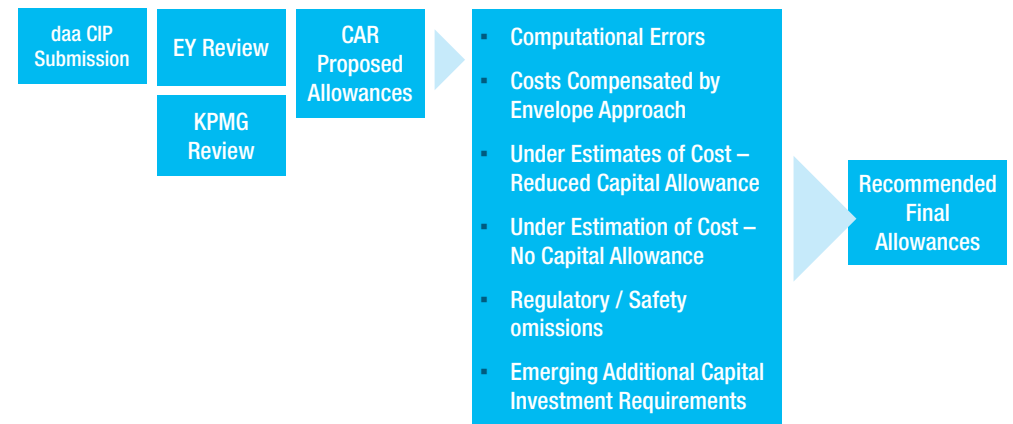 daa CIP
Submission
EY Review
KPMG
Review
CAR
Proposed
Allowances
▪ Computational Errors
▪ Costs Compensated by
Envelope Approach
▪ Under Estimates of Cost –
Reduced Capital Allowance
▪ Under Estimation of Cost –
No Capital Allowance
▪ Regulatory / Safety
omissions
▪ Emerging Additional Capital
Investment Requirements
Recommended
Final
Allowances